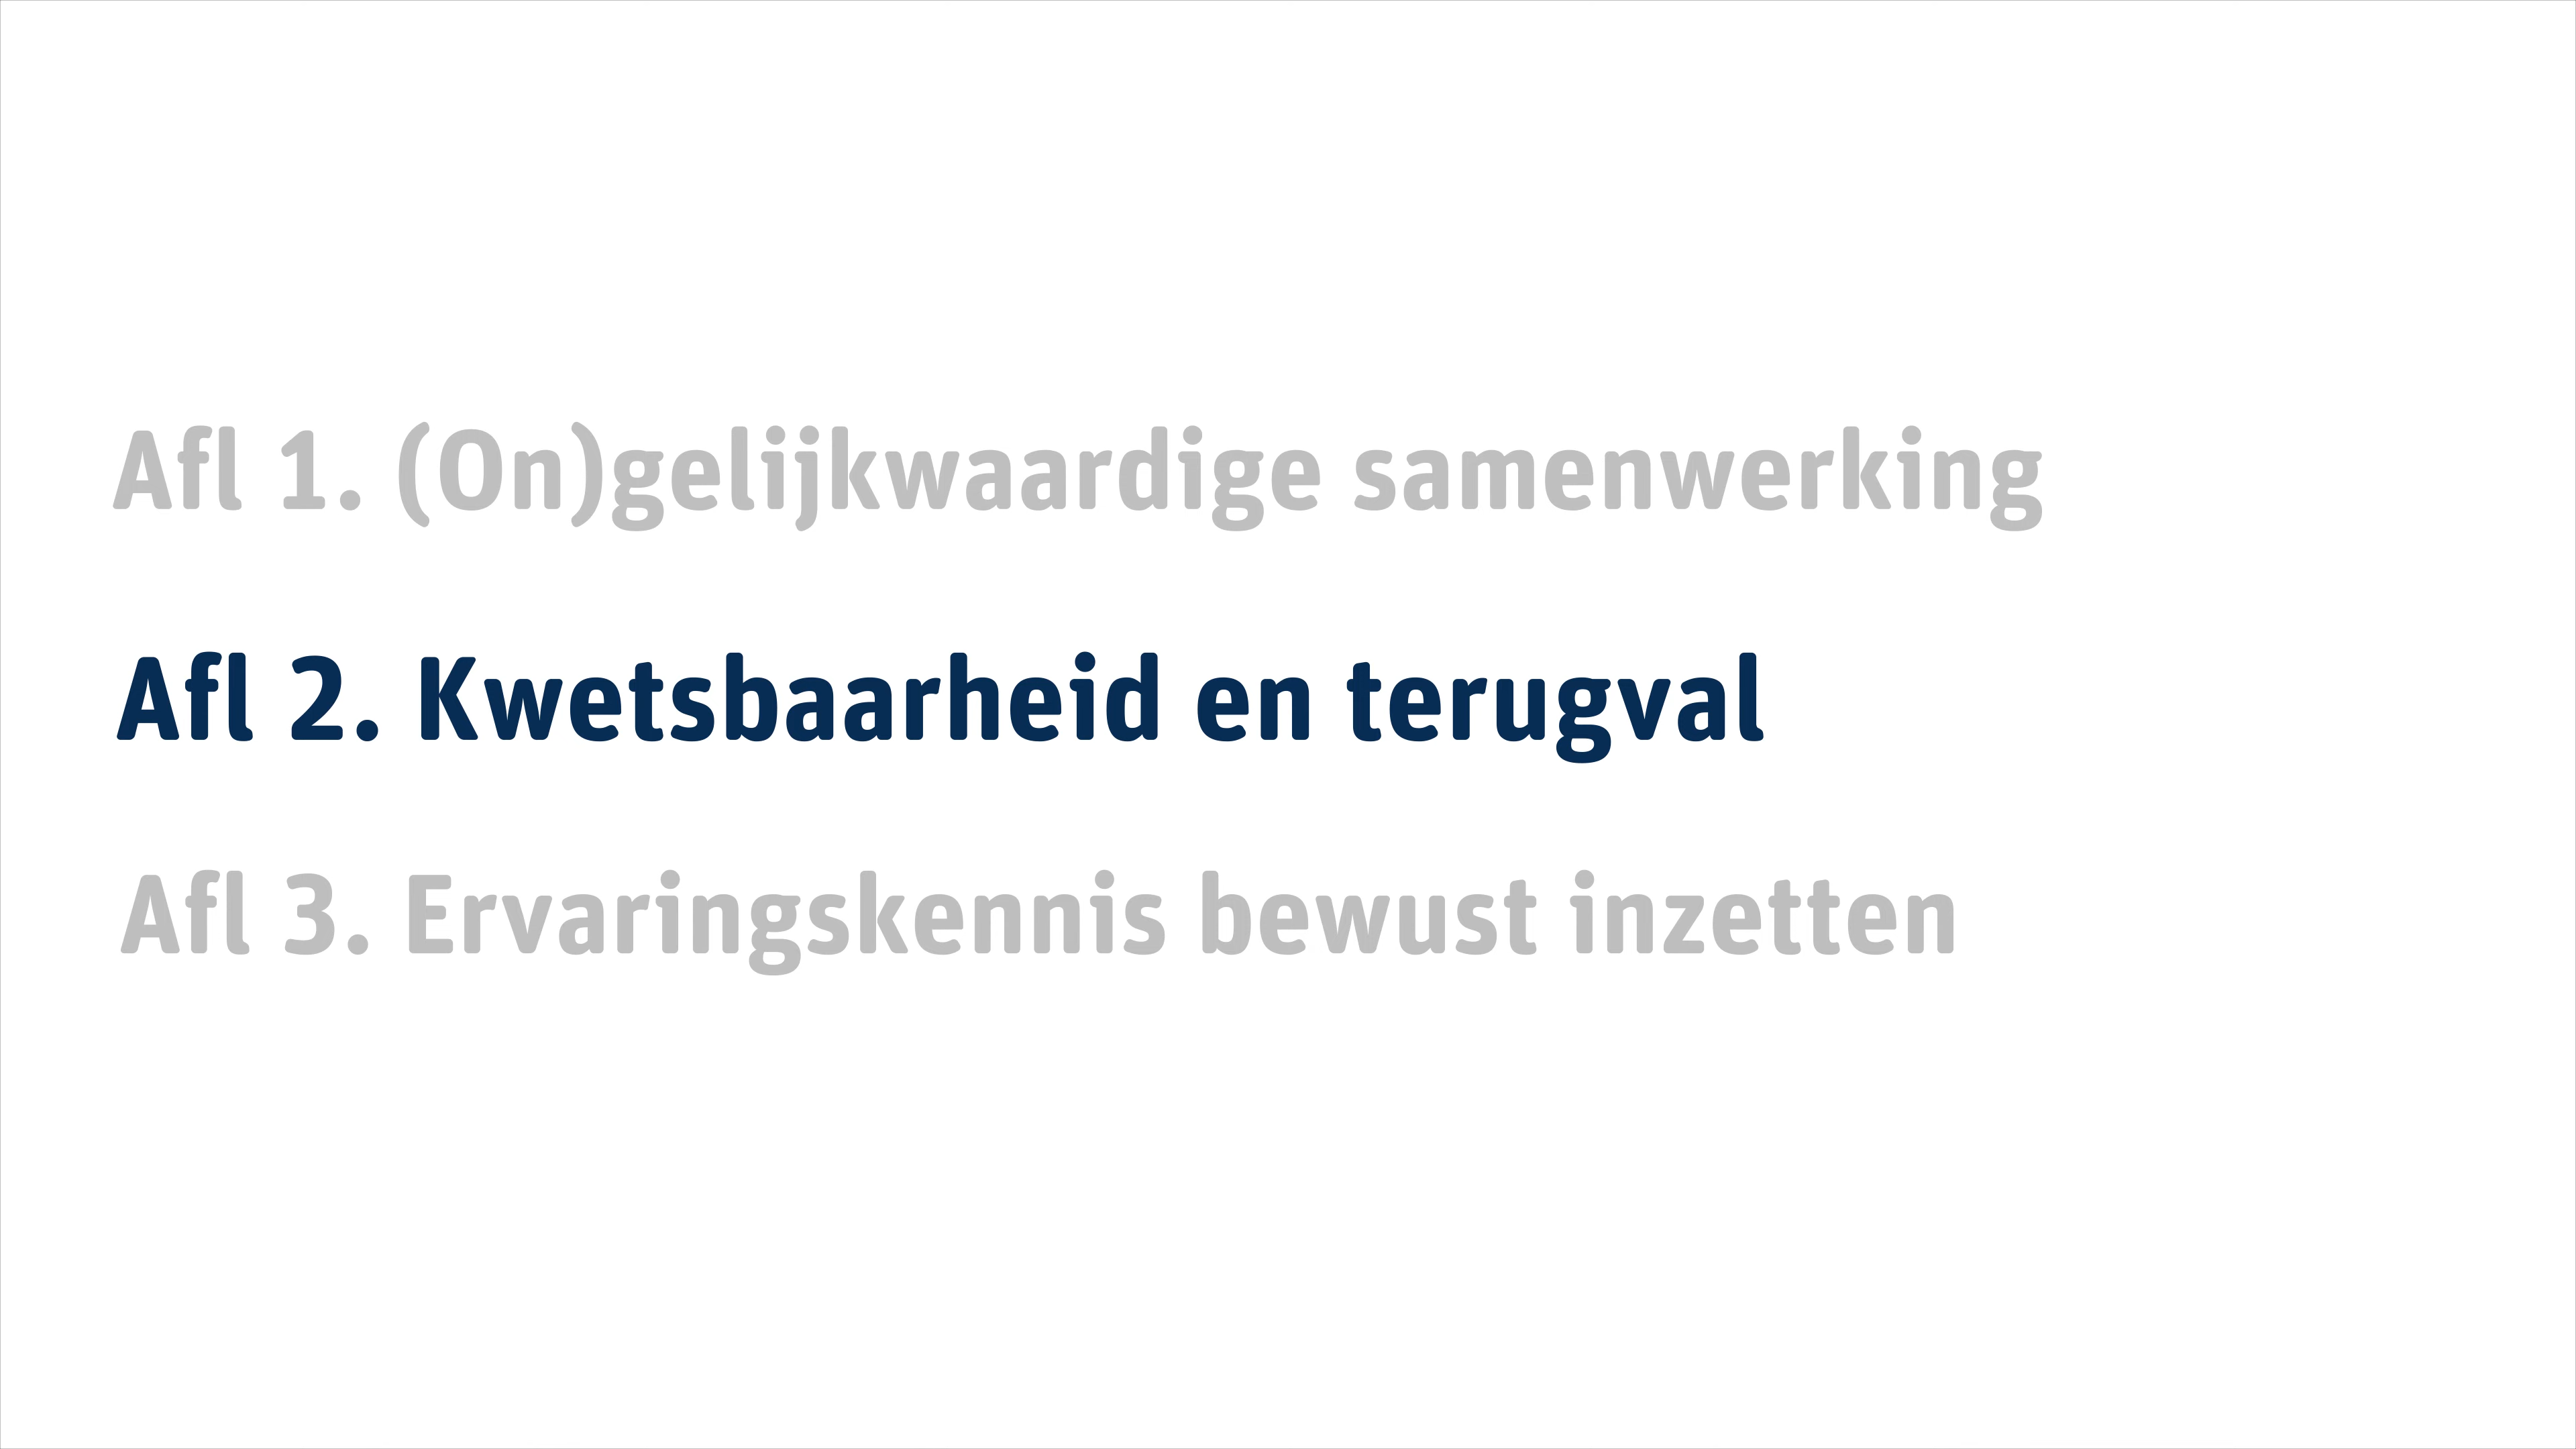 Afl 1. (On)gelijkwaardige samenwerking
Afl 2. Kwetsbaarheid en terugval
Afl 3. Ervaringskennis bewust inzetten